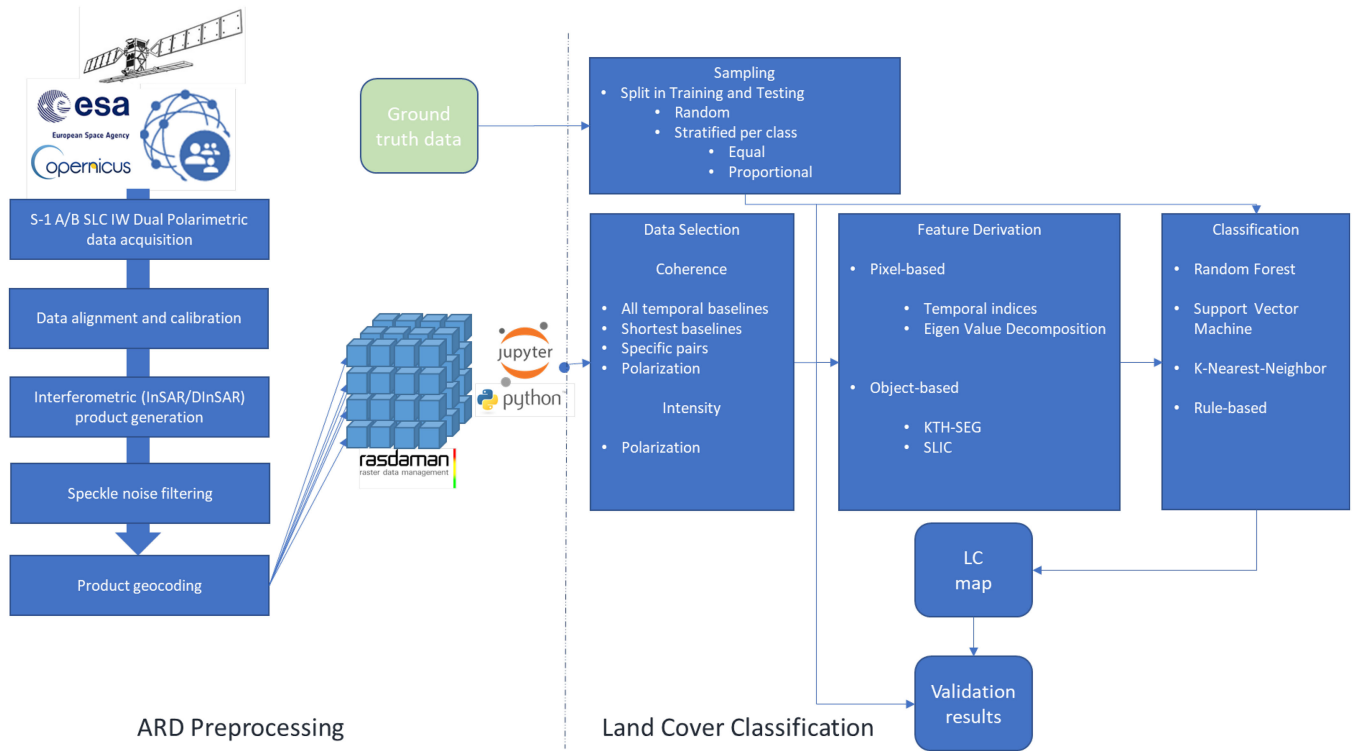 esa
European Space Agency
opernicus
S-1 A/B SLC IW Dual Polarimetric
data acquisition
Data alignment and calibration
Interferometric (InSAR/DInSAR)
product generation
Speckle noise filtering
Product geocoding
Ground
truth data
rasdaman
raster data management
jupyter
python™
ARD Preprocessing
Sampling
• Split in Training and Testing
• Random
• Stratified per class
• Equal
• Proportional
Data Selection
Coherence
• All temporal baselines
• Shortest baselines
• Specific pairs
• Polarization
Intensity
• Polarization
Feature Derivation
• Pixel-based
• Temporal indices
• Eigen Value Decomposition
• Object-based
• KTH-SEG
• SLIC
Classification
• Random Forest
• Support Vector
Machine
• K-Nearest-Neighbor
• Rule-based
LC
map
Validation
results
Land Cover Classification